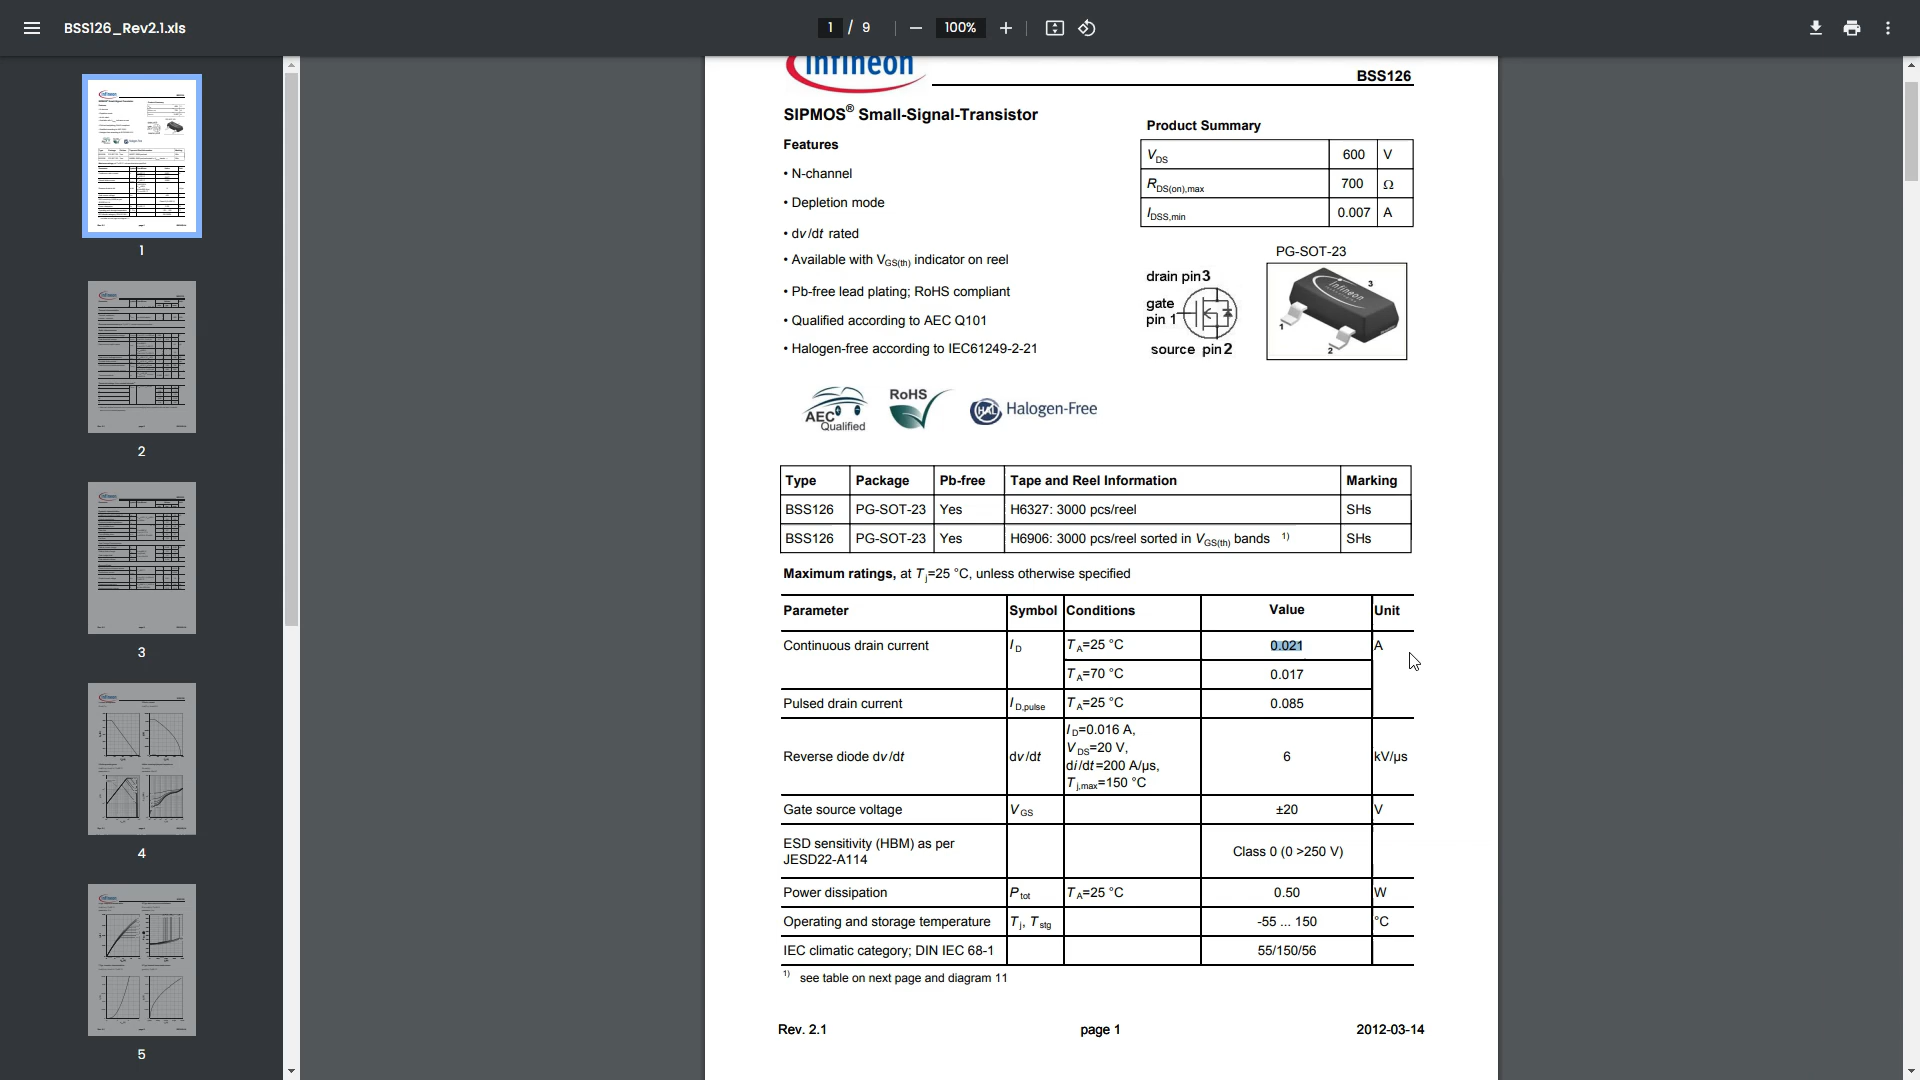 BSS126_Rev2.1.xls
1 / 9
100%
1
2
3
4
5
Infineon
BSS126
SIPMOS® Small-Signal-Transistor
Features
• N-channel
• Depletion mode
• dv/dt rated
• Available with VGS(th) indicator on reel
• Pb-free lead plating; RoHS compliant
• Qualified according to AEC Q101
• Halogen-free according to IEC61249-2-21
Product Summary
VDS 600 V
RDS(on),max 700 Ω
IDSS,min 0.007 A
PG-SOT-23
drain pin3
gate
pin 1
source pin2
Infineon
3
1
2
AEC
Qualified
RoHS
HAL Halogen-Free
Type Package Pb-free Tape and Reel Information Marking
BSS126 PG-SOT-23 Yes H6327: 3000 pcs/reel SHs
BSS126 PG-SOT-23 Yes H6906: 3000 pcs/reel sorted in VGS(th) bands 1) SHs
Maximum ratings, at Tj=25 °C, unless otherwise specified
Parameter Symbol Conditions Value Unit
Continuous drain current ID TA=25 °C 0.021 A
TA=70 °C 0.017
Pulsed drain current ID,pulse TA=25 °C 0.085
Reverse diode dv/dt dv/dt ID=0.016 A,
VDS=20 V,
di/dt=200 A/µs,
Tj,max=150 °C
6 kV/µs
Gate source voltage VGS ±20 V
ESD sensitivity (HBM) as per
JESD22-A114
Class 0 (0 >250 V)
Power dissipation Ptot TA=25 °C 0.50 W
Operating and storage temperature Tj, Tstg -55 ... 150 °C
IEC climatic category; DIN IEC 68-1 55/150/56
1) see table on next page and diagram 11
Rev. 2.1 page 1 2012-03-14